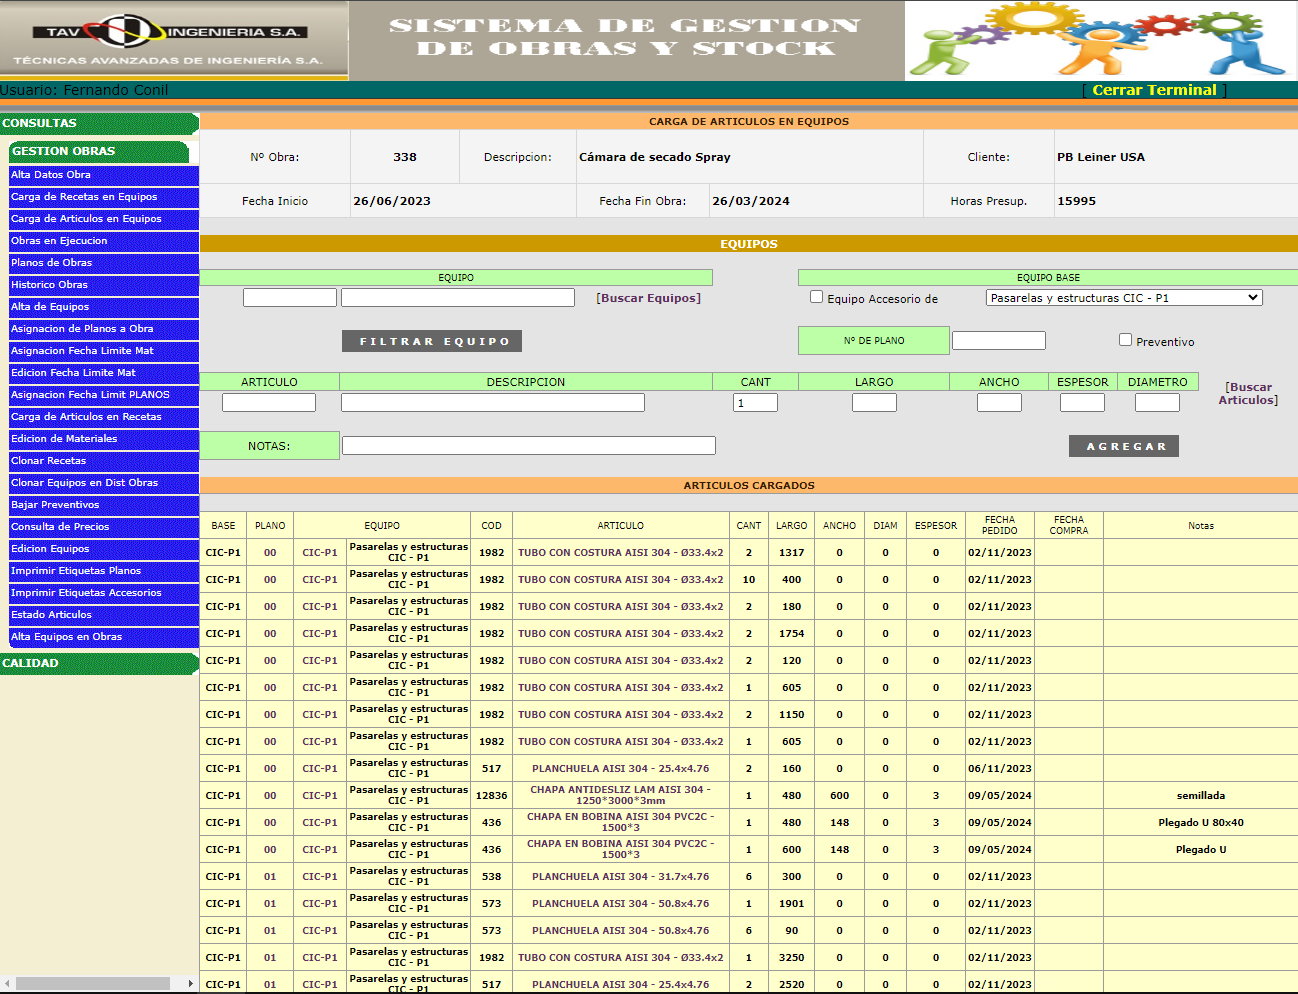 TAV INGENIERIA S.A.
TÉCNICAS AVANZADAS DE INGENIERÍA S.A.
SISTEMA DE GESTION
DE OBRAS Y STOCK
Usuario: Fernando Conil
[ Cerrar Terminal ]
CONSULTAS
GESTION OBRAS
Alta Datos Obra
Carga de Recetas en Equipos
Carga de Articulos en Equipos
Obras en Ejecucion
Planos de Obras
Historico Obras
Alta de Equipos
Asignacion de Planos a Obra
Asignacion Fecha Limite Mat
Edicion Fecha Limite Mat
Asignacion Fecha Limit PLANOS
Carga de Articulos en Recetas
Edicion de Materiales
Clonar Recetas
Clonar Equipos en Dist Obras
Bajar Preventivos
Consulta de Precios
Edicion Equipos
Imprimir Etiquetas Planos
Imprimir Etiquetas Accesorios
Estado Articulos
Alta Equipos en Obras
CALIDAD
CARGA DE ARTICULOS EN EQUIPOS
Nº Obra: 338 Descripcion: Cámara de secado Spray Cliente: PB Leiner USA
Fecha Inicio 26/06/2023 Fecha Fin Obra: 26/03/2024 Horas Presup. 15995
EQUIPOS
EQUIPO EQUIPO BASE
[Buscar Equipos] Equipo Accesorio de Pasarelas y estructuras CIC - P1
FILTRAR EQUIPO Nº DE PLANO Preventivo
ARTICULO DESCRIPCION CANT LARGO ANCHO ESPESOR DIAMETRO [Buscar
Articulos]
1
NOTAS: AGREGAR
ARTICULOS CARGADOS
BASE PLANO EQUIPO COD ARTICULO CANT LARGO ANCHO DIAM ESPESOR FECHA PEDIDO FECHA COMPRA Notas
CIC-P1 00 CIC-P1 Pasarelas y estructuras CIC - P1 1982 TUBO CON COSTURA AISI 304 - Ø33.4x2 2 1317 0 0 0 02/11/2023
CIC-P1 00 CIC-P1 Pasarelas y estructuras CIC - P1 1982 TUBO CON COSTURA AISI 304 - Ø33.4x2 10 400 0 0 0 02/11/2023
CIC-P1 00 CIC-P1 Pasarelas y estructuras CIC - P1 1982 TUBO CON COSTURA AISI 304 - Ø33.4x2 2 180 0 0 0 02/11/2023
CIC-P1 00 CIC-P1 Pasarelas y estructuras CIC - P1 1982 TUBO CON COSTURA AISI 304 - Ø33.4x2 2 1754 0 0 0 02/11/2023
CIC-P1 00 CIC-P1 Pasarelas y estructuras CIC - P1 1982 TUBO CON COSTURA AISI 304 - Ø33.4x2 2 120 0 0 0 02/11/2023
CIC-P1 00 CIC-P1 Pasarelas y estructuras CIC - P1 1982 TUBO CON COSTURA AISI 304 - Ø33.4x2 1 605 0 0 0 02/11/2023
CIC-P1 00 CIC-P1 Pasarelas y estructuras CIC - P1 1982 TUBO CON COSTURA AISI 304 - Ø33.4x2 2 1150 0 0 0 02/11/2023
CIC-P1 00 CIC-P1 Pasarelas y estructuras CIC - P1 1982 TUBO CON COSTURA AISI 304 - Ø33.4x2 1 605 0 0 0 02/11/2023
CIC-P1 00 CIC-P1 Pasarelas y estructuras CIC - P1 517 PLANCHUELA AISI 304 - 25.4x4.76 2 160 0 0 0 06/11/2023
CIC-P1 00 CIC-P1 Pasarelas y estructuras CIC - P1 12836 CHAPA ANTIDESLIZ LAM AISI 304 - 1250*3000*3mm 1 480 600 0 3 09/05/2024 semillada
CIC-P1 00 CIC-P1 Pasarelas y estructuras CIC - P1 436 CHAPA EN BOBINA AISI 304 PVC2C - 1500*3 1 480 148 0 3 09/05/2024 Plegado U 80x40
CIC-P1 00 CIC-P1 Pasarelas y estructuras CIC - P1 436 CHAPA EN BOBINA AISI 304 PVC2C - 1500*3 1 600 148 0 3 09/05/2024 Plegado U
CIC-P1 01 CIC-P1 Pasarelas y estructuras CIC - P1 538 PLANCHUELA AISI 304 - 31.7x4.76 6 300 0 0 0 02/11/2023
CIC-P1 01 CIC-P1 Pasarelas y estructuras CIC - P1 573 PLANCHUELA AISI 304 - 50.8x4.76 1 1901 0 0 0 02/11/2023
CIC-P1 01 CIC-P1 Pasarelas y estructuras CIC - P1 573 PLANCHUELA AISI 304 - 50.8x4.76 6 90 0 0 0 02/11/2023
CIC-P1 01 CIC-P1 Pasarelas y estructuras CIC - P1 1982 TUBO CON COSTURA AISI 304 - Ø33.4x2 1 3250 0 0 0 02/11/2023
CIC-P1 01 CIC-P1 Pasarelas y estructuras CIC - P1 517 PLANCHUELA AISI 304 - 25.4x4.76 2 2520 0 0 0 02/11/2023